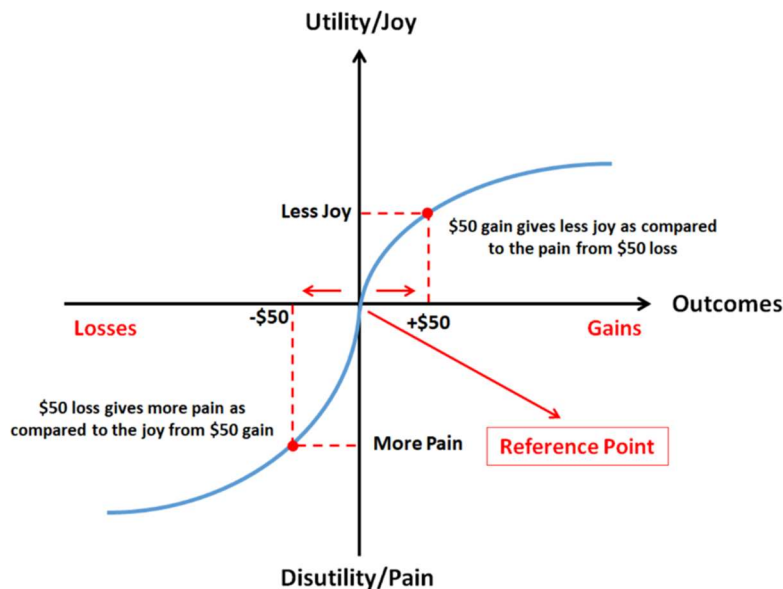 Utility/Joy
Less Joy
$50 gain gives less joy as compared
to the pain from $50 loss
-$50
+$50
Outcomes
Losses
Gains
$50 loss gives more pain as
compared to the joy from $50 gain
More Pain
Reference Point
Disutility/Pain